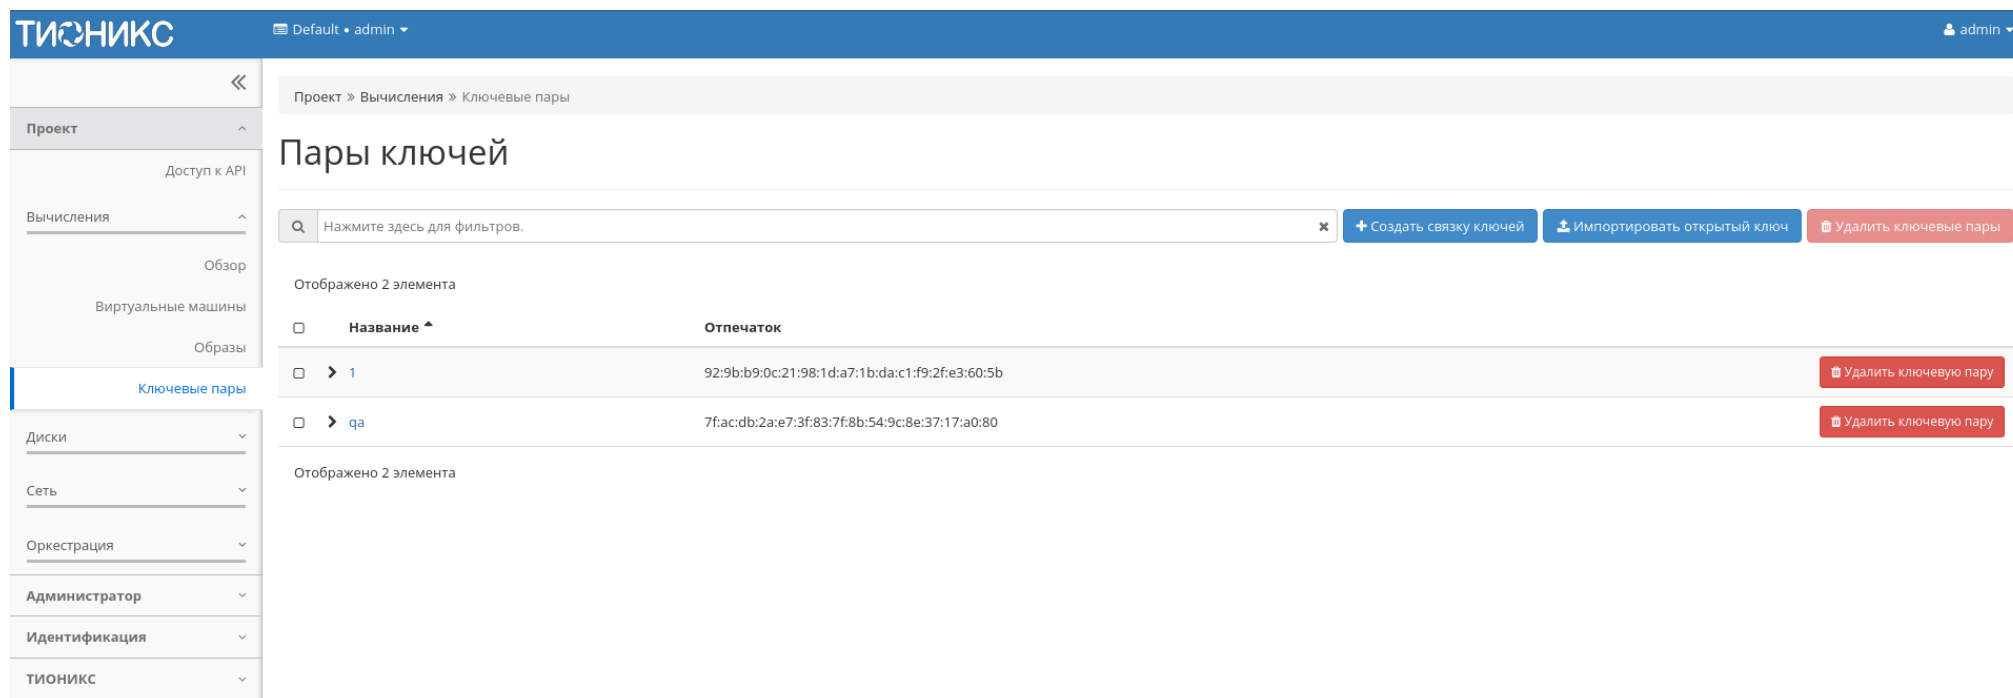 ТИОНИКС
Default • admin
admin
Проект
Доступ к API
Вычисления
Обзор
Виртуальные машины
Образы
Ключевые пары
Диски
Сеть
Оркестрация
Администратор
Идентификация
ТИОНИКС
Проект » Вычисления » Ключевые пары
Пары ключей
Нажмите здесь для фильтров.
Создать связку ключей
Импортировать открытый ключ
Удалить ключевые пары
Отображено 2 элемента
Название Отпечаток
1 92:9b:b9:0c:21:98:1d:a7:1b:da:c1:f9:2f:e3:60:5b Удалить ключевую пару
qa 7f:ac:db:2a:e7:3f:83:7f:8b:54:9c:8e:37:17:a0:80 Удалить ключевую пару
Отображено 2 элемента